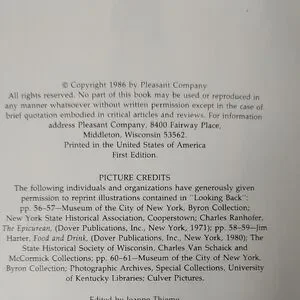 © Copyright 1986 by Pleasant Company
All rights reserved. No part of this book may be used or reproduced in
any manner whatsoever without written permission except in the case of
brief quotation embodied in critical articles and reviews. For information
address Pleasant Company, 8400 Fairway Place,
Middleton, Wisconsin 53562.
Printed in the United States of America
First Edition.
PICTURE CREDITS
The following individuals and organizations have generously given
permission to reprint illustrations contained in "Looking Back":
pp. 56-57—Museum of the City of New York, Byron Collection;
New York State Historical Association, Cooperstown; Charles Ranhofer,
The Epicurean, (Dover Publications, Inc., New York, 1971); pp. 58-59—Jim
Harter, Food and Drink, (Dover Publications, Inc., New York, 1980); The
State Historical Society of Wisconsin, Charles Van Schaick and
McCormick Collections; pp. 60-61—Museum of the City of New York,
Byron Collection; Photographic Archives, Special Collections, University
of Kentucky Libraries; Culver Pictures.
Edited by Jeanne Thieme